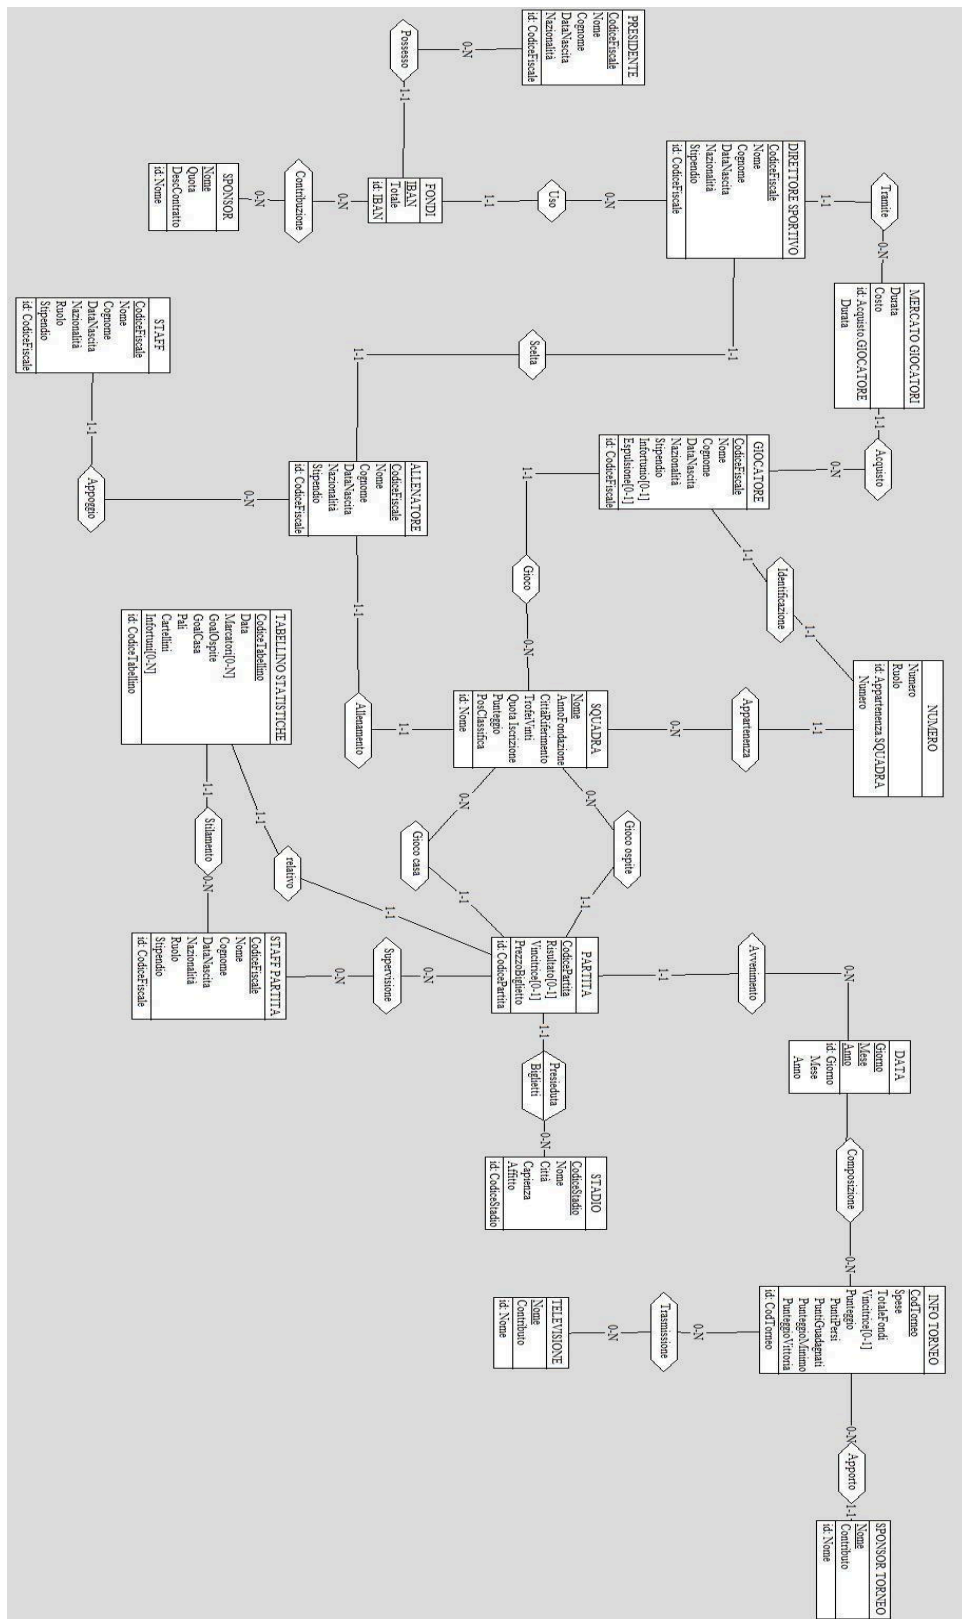 PRESIDENTE
CodiceFiscale
Nome
Cognome
DataNascita
Nazionalità
id: CodiceFiscale
0-N
Possesso
1-1
SPONSOR
Nome
Quota
DescContratto
id: Nome
0-N
Contribuzione
0-N
FONDI
IBAN
Totale
id: IBAN
1-1
Uso
0-N
DIRETTORE SPORTIVO
CodiceFiscale
Nome
Cognome
DataNascita
Nazionalità
Stipendio
id: CodiceFiscale
1-1
Tramite
0-N
MERCATO GIOCATORI
Durata
Costo
id: Acquisto.GIOCATORE
Durata
1-1
Acquisto
0-N
1-1
Scelta
1-1
STAFF
CodiceFiscale
Nome
Cognome
DataNascita
Nazionalità
Ruolo
Stipendio
id: CodiceFiscale
1-1
Appoggio
0-N
ALLENATORE
CodiceFiscale
Nome
Cognome
DataNascita
Nazionalità
Stipendio
id: CodiceFiscale
1-1
Allenamento
1-1
GIOCATORE
CodiceFiscale
Nome
Cognome
DataNascita
Nazionalità
Stipendio
Infortunio[0-1]
Espulsione[0-1]
id: CodiceFiscale
1-1
Gioco
0-N
1-1
Identificazione
1-1
NUMERO
Numero
Ruolo
id: Appartenenza.SQUADRA
Numero
1-1
Appartenenza
0-N
SQUADRA
Nome
AnnoFondazione
CittàRiferimento
TrofeiVinti
Quota Iscrizione
Punteggio
PosClassifica
id: Nome
0-N
Gioco ospite
1-1
0-N
Gioco casa
1-1
TABELLINO STATISTICHE
CodiceTabellino
Data
Marcatori[0-N]
GoalOspite
GoalCasa
Pali
Cartellini
Infortuni[0-N]
id: CodiceTabellino
1-1
relativo
1-1
1-1
Stilamento
0-N
STAFF PARTITA
CodiceFiscale
Nome
Cognome
DataNascita
Nazionalità
Ruolo
Stipendio
id: CodiceFiscale
0-N
Supervisione
0-N
PARTITA
CodicePartita
Risultato[0-1]
Vincitrice[0-1]
PrezzoBiglietto
id: CodicePartita
1-1
Avvenimento
0-N
DATA
Giorno
Mese
Anno
id: Giorno
Mese
Anno
1-1
Presieduta
Biglietti
0-N
STADIO
CodiceStadio
Nome
Città
Capienza
Affitto
id: CodiceStadio
Composizione
0-N
INFO TORNEO
CodTorneo
Spese
TotaleFondi
Vincitrice[0-1]
Punteggio
PuntiPersi
PuntiGuadagnati
PunteggioMinimo
PunteggioVittoria
id: CodTorneo
0-N
Trasmissione
0-N
TELEVISIONE
Nome
Contributo
id: Nome
0-N
Apporto
1-1
SPONSOR TORNEO
Nome
Contributo
id: Nome